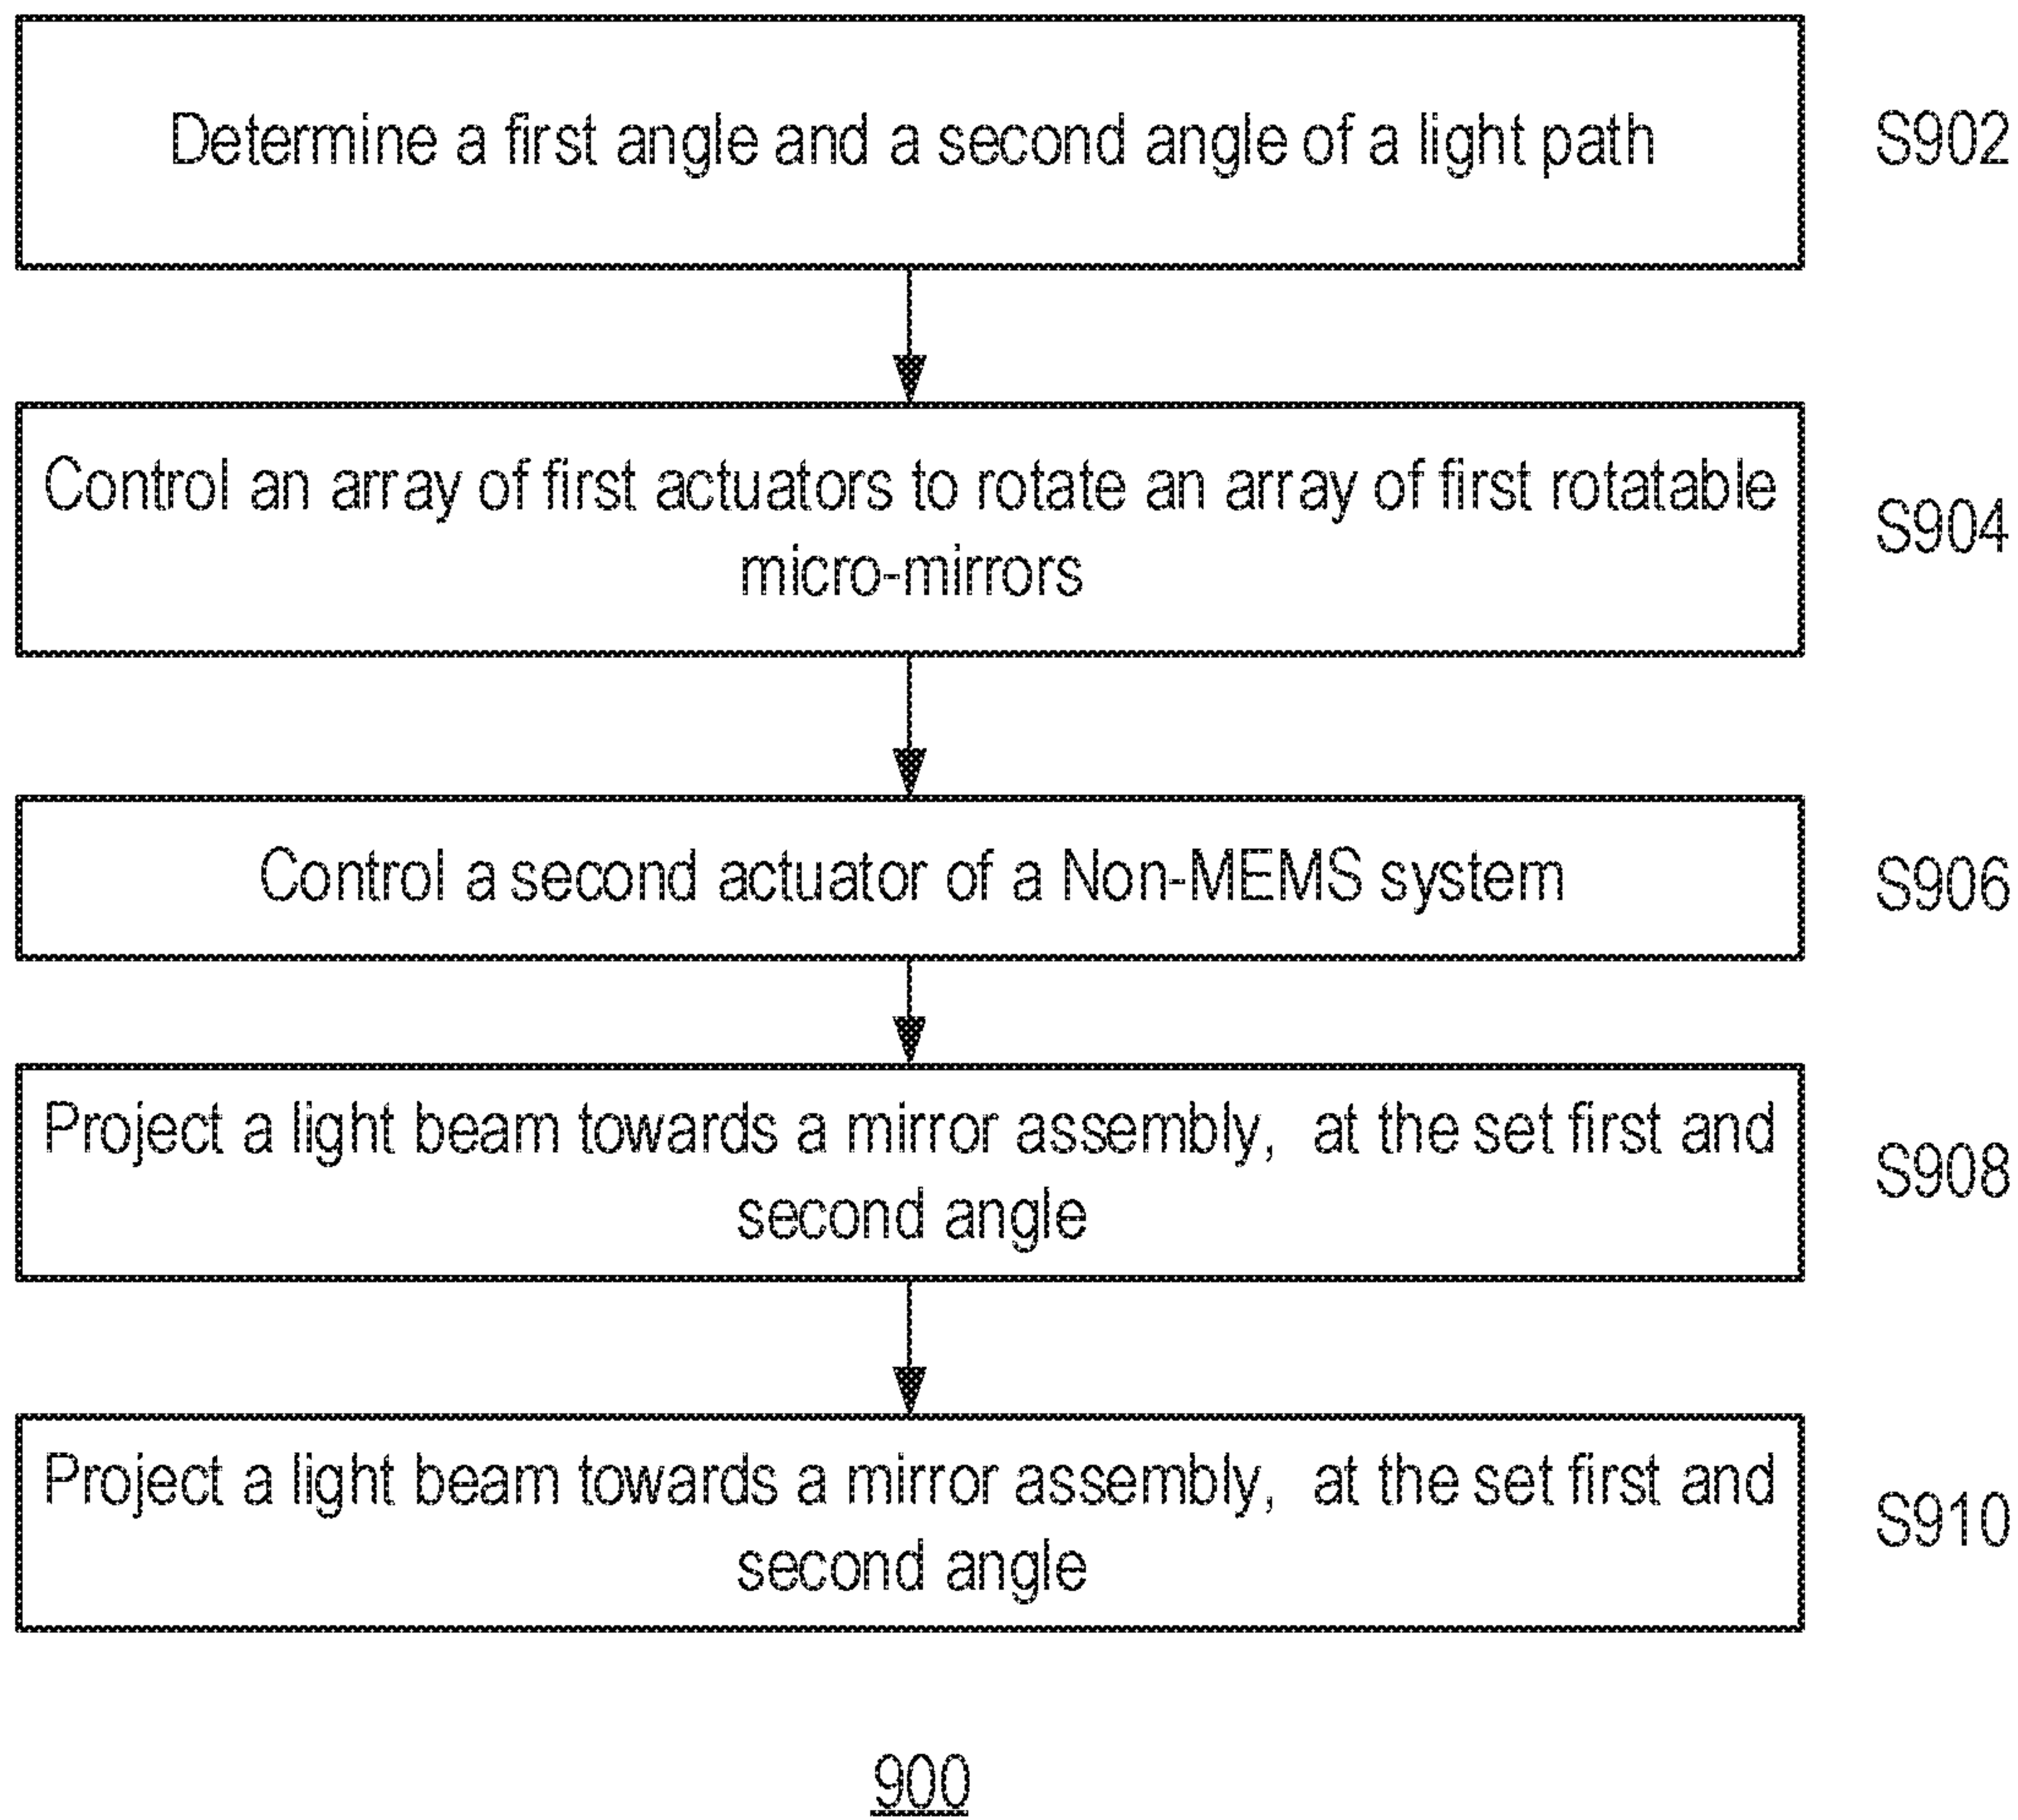 Determine a first angle and a second angle of a light path
S902
Control an array of first actuators to rotate an array of first rotatable
micro-mirrors
S904
Control a second actuator of a Non-MEMS system
S906
Project a light beam towards a mirror assembly, at the set first and
second angle
S908
Project a light beam towards a mirror assembly, at the set first and
second angle
S910
900